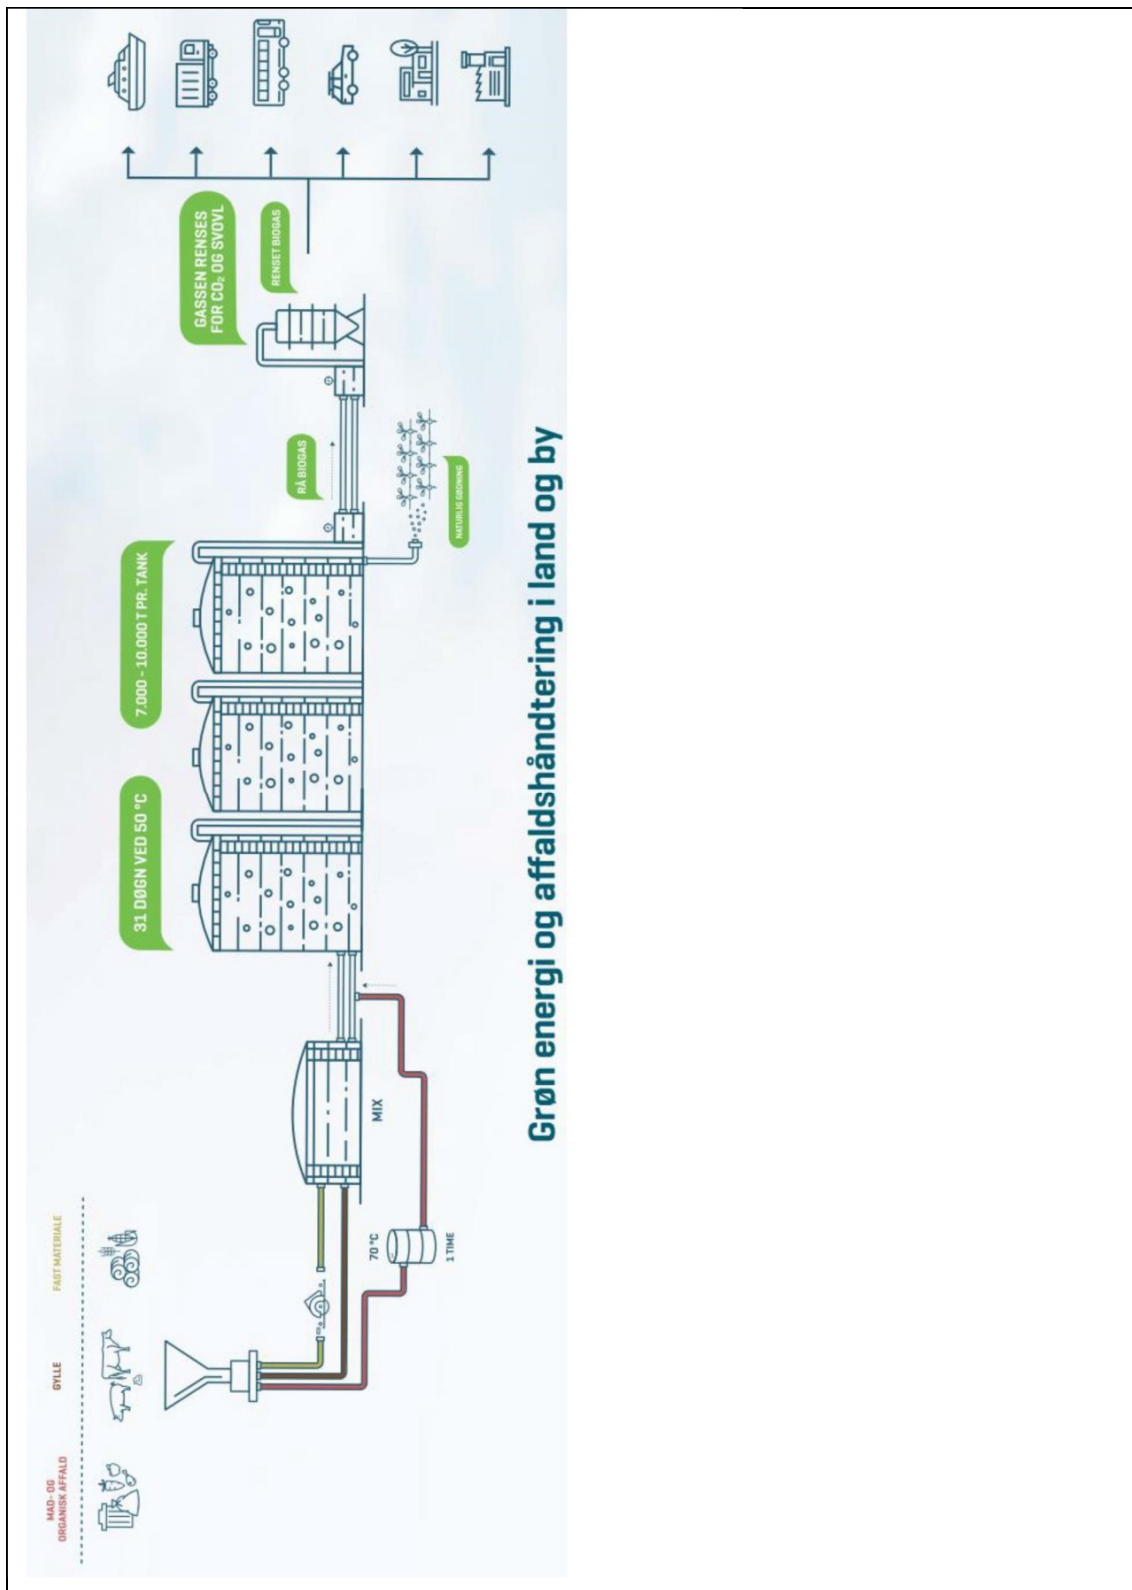 MAD- OG
ORGANISK AFFALD
GYLLE
FAST MATERIALE
70 °C
1 TIME
MIX
31 DØGN VED 50 °C
7.000 - 10.000 T PR. TANK
RÅ BIOGAS
NATURLIG GØDNING
GASSEN RENSES
FOR CO₂ OG SVOVL
RENSET BIOGAS
Grøn energi og affaldshåndtering i land og by